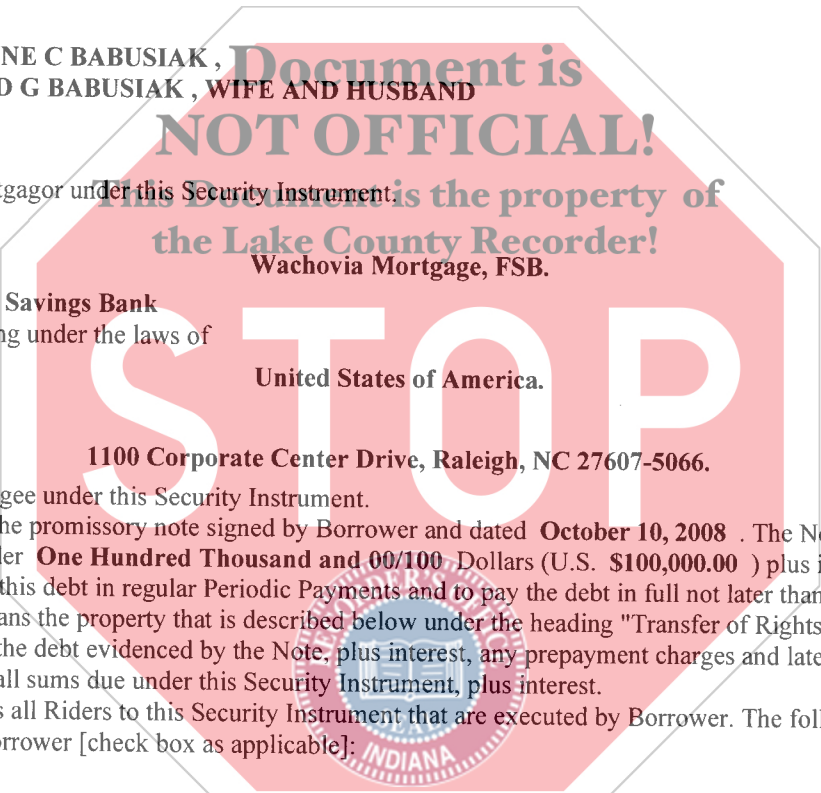 NE C BABUSIAK ,
D G BABUSIAK , WIFE AND HUSBAND
Document is
NOT OFFICIAL!
This Document is the property of
the Lake County Recorder!
STOP
tgagor under this Security Instrument.
Wachovia Mortgage, FSB.
Savings Bank
ng under the laws of
United States of America.
1100 Corporate Center Drive, Raleigh, NC 27607-5066.
gee under this Security Instrument.
he promissory note signed by Borrower and dated October 10, 2008 . The No
ler One Hundred Thousand and 00/100 Dollars (U.S. $100,000.00 ) plus i
this debt in regular Periodic Payments and to pay the debt in full not later than
ans the property that is described below under the heading "Transfer of Rights
the debt evidenced by the Note, plus interest, any prepayment charges and late
all sums due under this Security Instrument, plus interest.
s all Riders to this Security Instrument that are executed by Borrower. The foll
orrower [check box as applicable]:
RECORDER'S OFFICE
SEAL
INDIANA